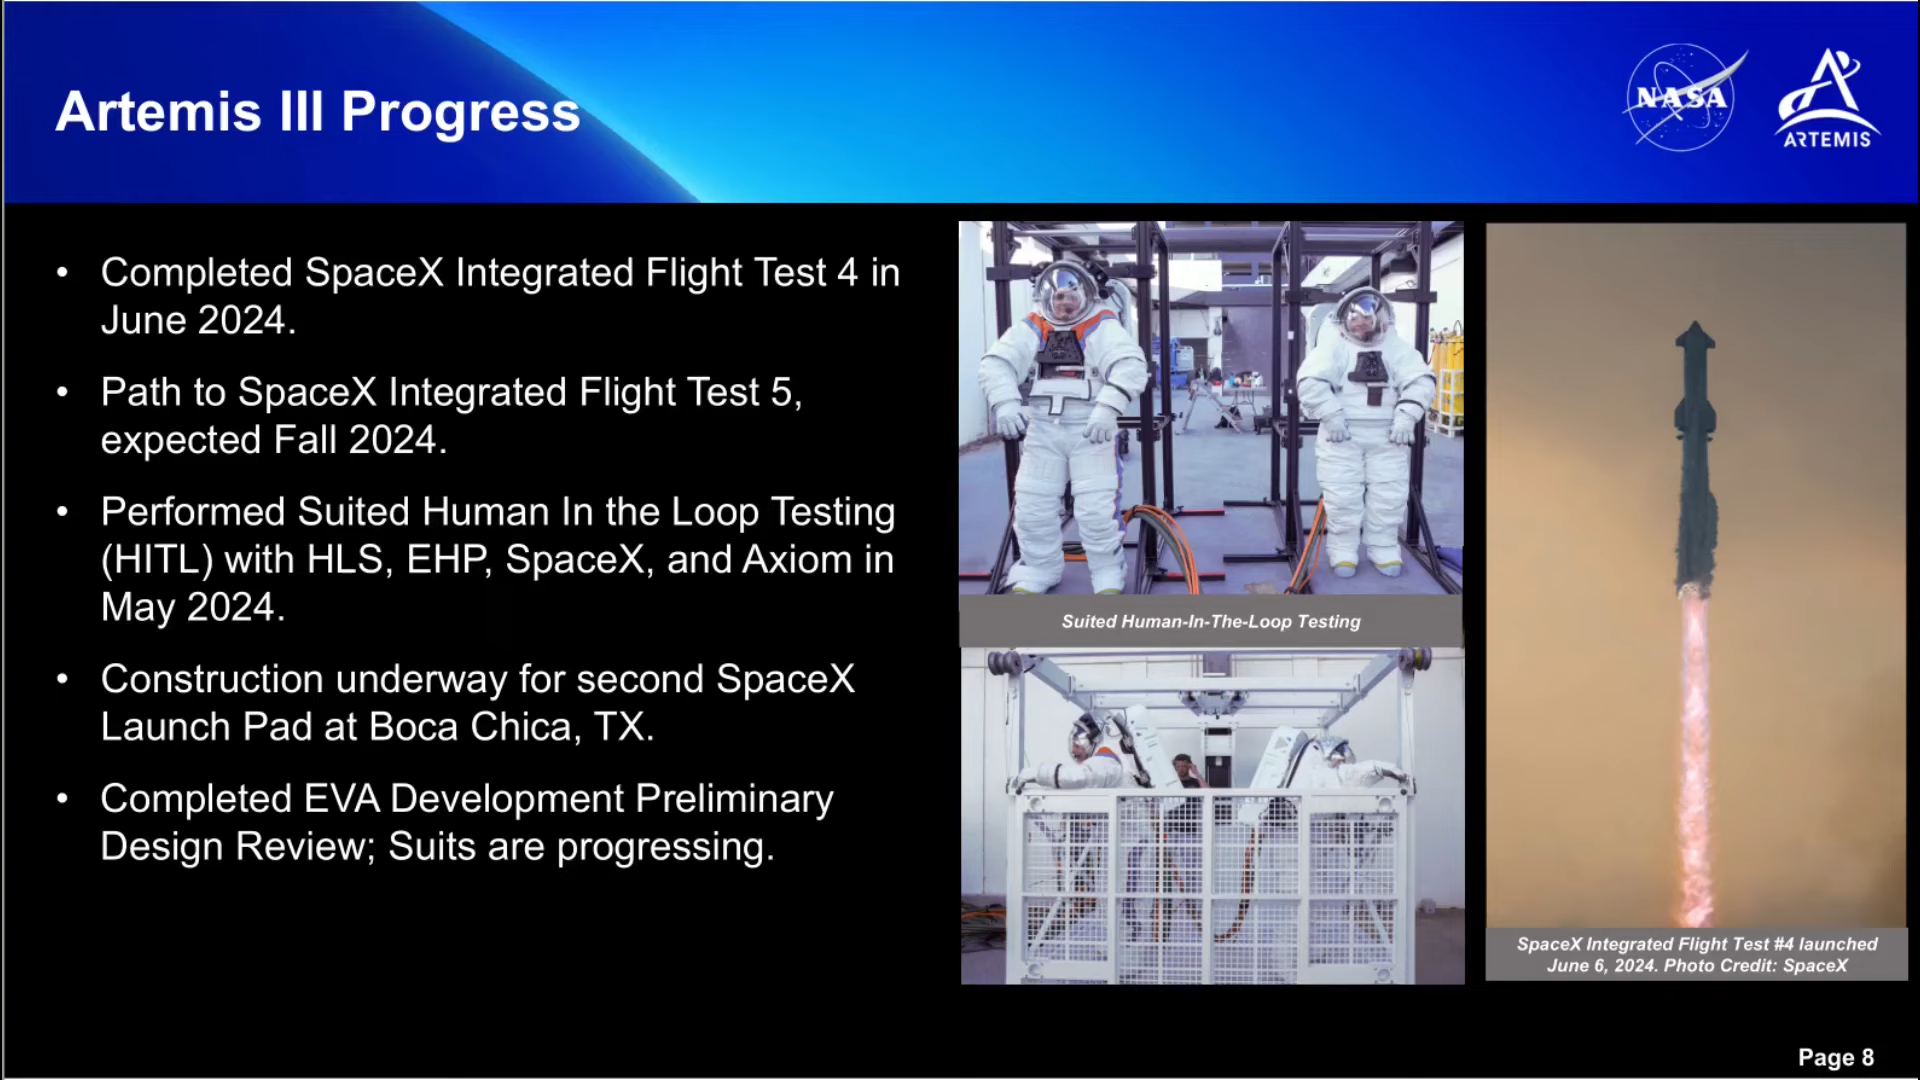 Artemis III Progress
NASA
ARTEMIS
• Completed SpaceX Integrated Flight Test 4 in
June 2024.
• Path to SpaceX Integrated Flight Test 5,
expected Fall 2024.
• Performed Suited Human In the Loop Testing
(HITL) with HLS, EHP, SpaceX, and Axiom in
May 2024.
• Construction underway for second SpaceX
Launch Pad at Boca Chica, TX.
• Completed EVA Development Preliminary
Design Review; Suits are progressing.
Suited Human-In-The-Loop Testing
SpaceX Integrated Flight Test #4 launched
June 6, 2024. Photo Credit: SpaceX
Page 8